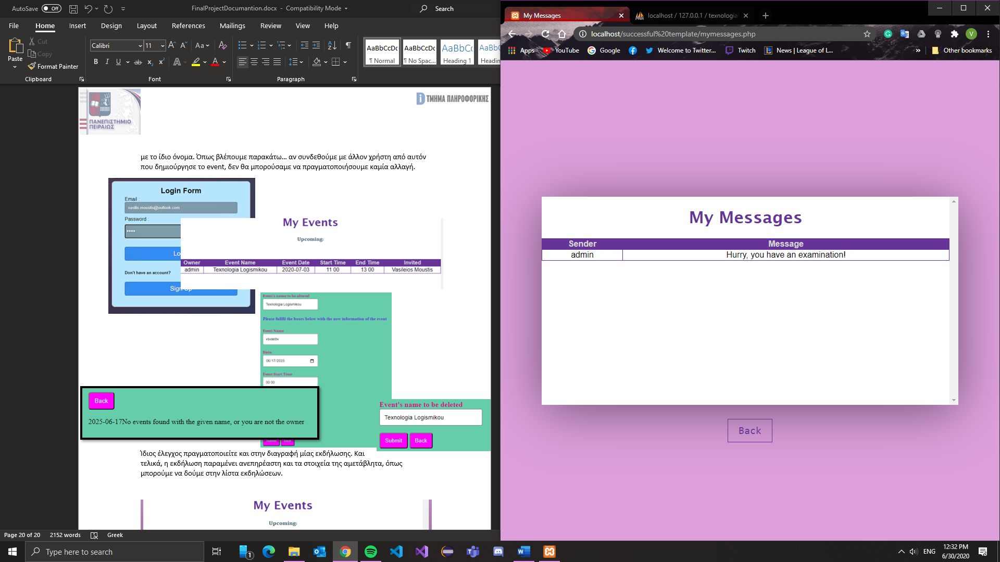 AutoSave Off FinalProjectDocumantion.docx - Compatibility Mode Search
File Home Insert Design Layout References Mailings Review View Help
Paste Cut Copy Format Painter
Calibri 11 Aa
AaBbCcDc AaBbCcDc AaBbCc AaBbCc
¶ Normal ¶ No Spac... Heading 1 Heading
Clipboard Font Paragraph
ΠΑΝΕΠΙΣΤΗΜΙΟ
ΠΕΙΡΑΙΩΣ
ΤΜΗΜΑ ΠΛΗΡΟΦΟΡΙΚΗΣ
με το ίδιο όνομα. Όπως βλέπουμε παρακάτω... αν συνδεθούμε με άλλον χρήστη από αυτόν
που δημιούργησε το event, δεν θα μπορούσαμε να πραγματοποιήσουμε καμία αλλαγή.
Login Form
Email :
vasilis.moustis@outlook.com
Password :
••••
Lo
Don't have an account?
Sign Up
My Events
Upcoming:
Owner Event Name Event Date Start Time End Time Invited
admin Texnologia Logismikou 2020-07-03 11 00 13 00 Vasileios Moustis
Event's name to be altered
Texnologia Logismikou
Please fullfil the boxes below with the new information of the event
Event Name
vsvaebv
Date:
06/17/2025
Event Start Time
00 00
Back
2025-06-17No events found with the given name, or you are not the owner
Submit Back
Event's name to be deleted
Texnologia Logismikou
Submit Back
Ίδιος έλεγχος πραγματοποιείτε και στην διαγραφή μίας εκδήλωσης. Και
τελικά, η εκδήλωση παραμένει ανεπηρέαστη και τα στοιχεία της αμετάβλητα, όπως
μπορούμε να δούμε στην λίστα εκδηλώσεων.
My Events
Upcoming:
Page 20 of 20 2152 words Greek
My Messages localhost / 127.0.0.1 / texnologia
localhost/successful%20template/mymessages.php
V
Apps YouTube Google Welcome to Twitter... Twitch News | League of L... » Other bookmarks
My Messages
Sender Message
admin Hurry, you have an examination!
Back
Type here to search
1
ENG
12:32 PM
6/30/2020